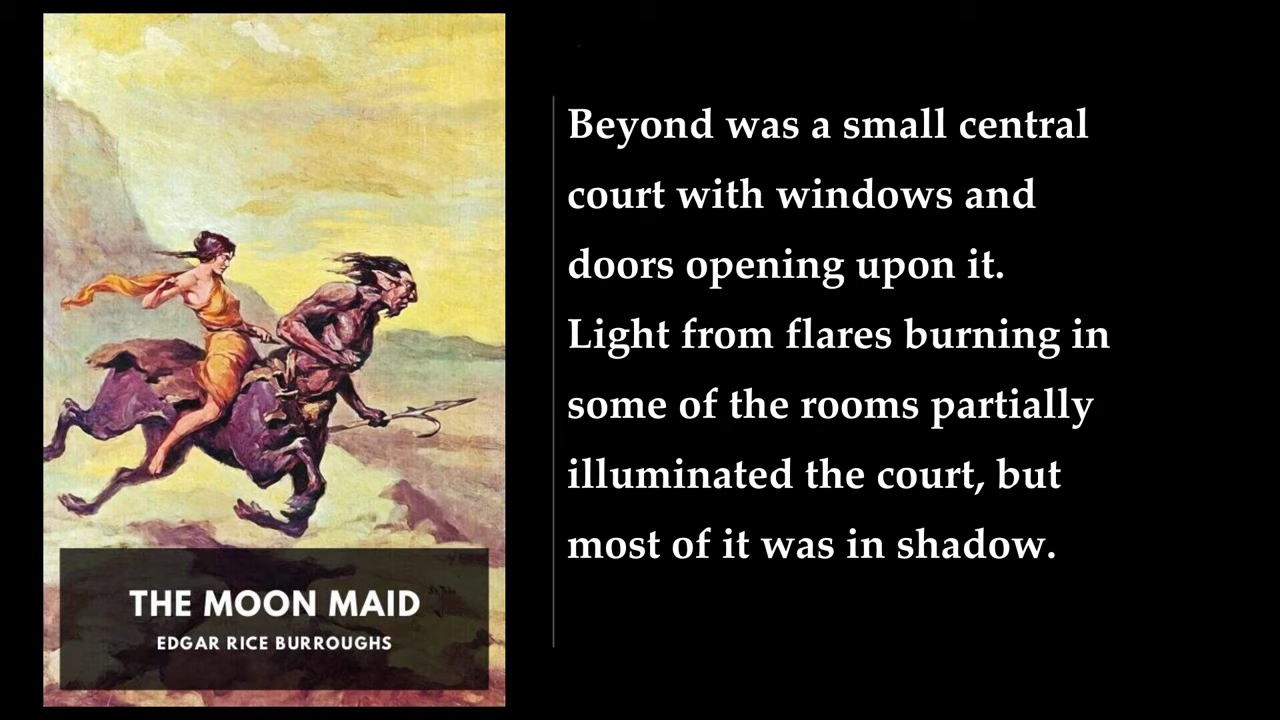 THE MOON MAID
EDGAR RICE BURROUGHS
Beyond was a small central
court with windows and
doors opening upon it.
Light from flares burning in
some of the rooms partially
illuminated the court, but
most of it was in shadow.